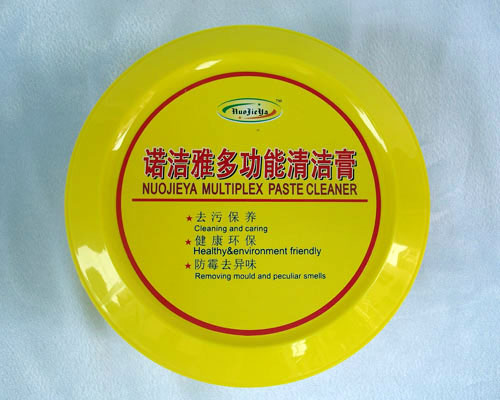 NuoJieYa
诺洁雅多功能清洁膏
NUOJIEYA MULTIPLEX PASTE CLEANER
★去污保养
Cleaning and caring
★健康环保
Healthy&environment friendly
★防霉去异味
Removing mould and peculiar smells